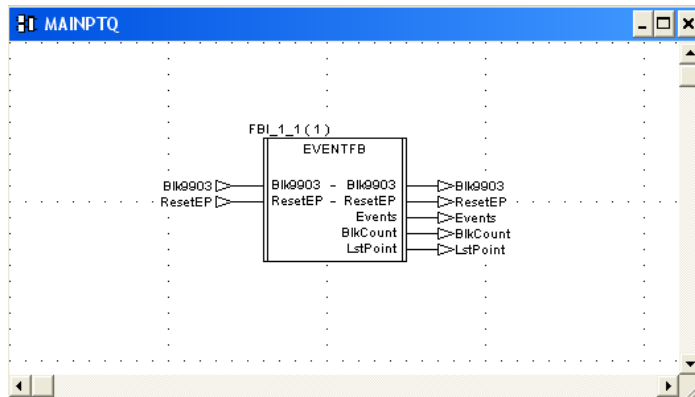 MAINPTQ
FBI_1_1(1)
EVENTFB
Blk9903 Blk9903 - Blk9903 Blk9903
ResetEP ResetEP - ResetEP ResetEP
Events Events
BlkCount BlkCount
LstPoint LstPoint